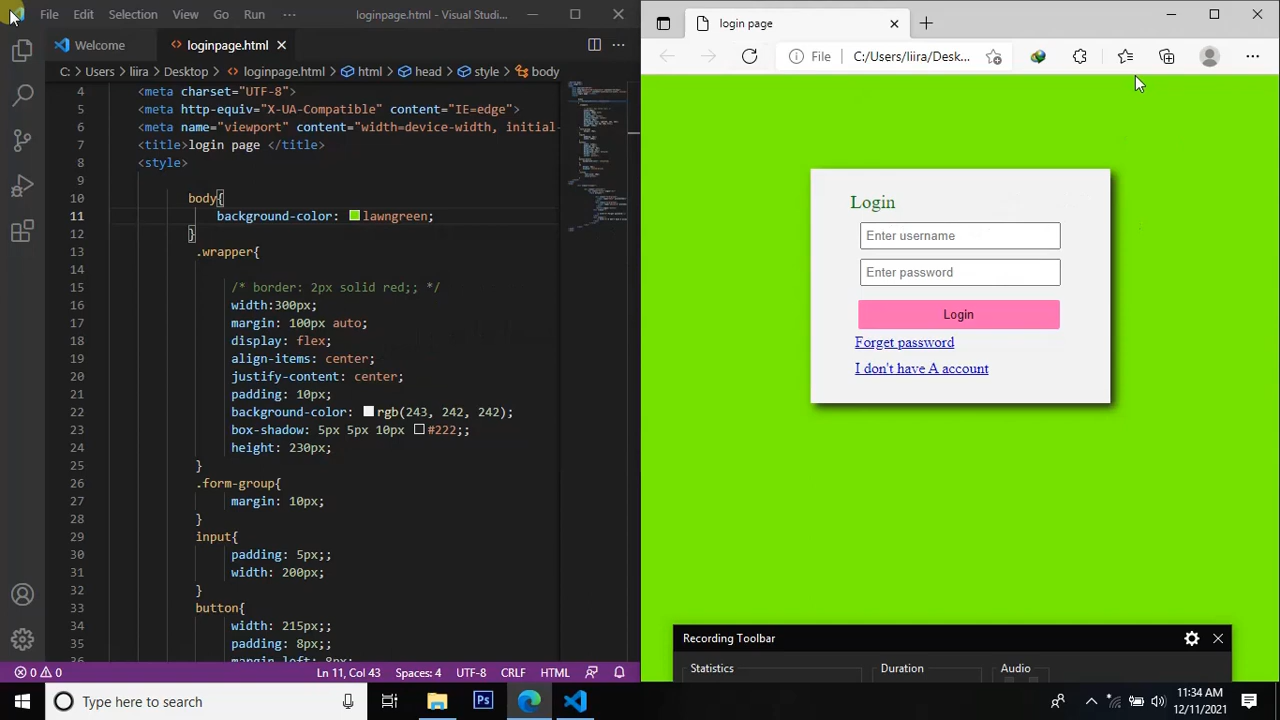 File Edit Selection View Go Run ··· loginpage.html - Visual Studi...
Welcome loginpage.html
C: > Users > liira > Desktop > loginpage.html > html > head > style > body
4 <meta charset="UTF-8">
5 <meta http-equiv="X-UA-Compatible" content="IE=edge">
6 <meta name="viewport" content="width=device-width, initial-
7 <title>login page </title>
8 <style>
9
10 body{
11 background-color: lawngreen;
12 }
13 .wrapper{
14
15 /* border: 2px solid red;; */
16 width:300px;
17 margin: 100px auto;
18 display: flex;
19 align-items: center;
20 justify-content: center;
21 padding: 10px;
22 background-color: rgb(243, 242, 242);
23 box-shadow: 5px 5px 10px #222;;
24 height: 230px;
25 }
26 .form-group{
27 margin: 10px;
28 }
29 input{
30 padding: 5px;;
31 width: 200px;
32 }
33 button{
34 width: 215px;;
35 padding: 8px;;
36 margin-left: 8px;
0 0 Ln 11, Col 43 Spaces: 4 UTF-8 CRLF HTML
login page
File C:/Users/liira/Desk...
Login
Enter username
Enter password
Login
Forget password
I don't have A account
Recording Toolbar
Statistics Duration Audio
Type here to search
11:34 AM
12/11/2021